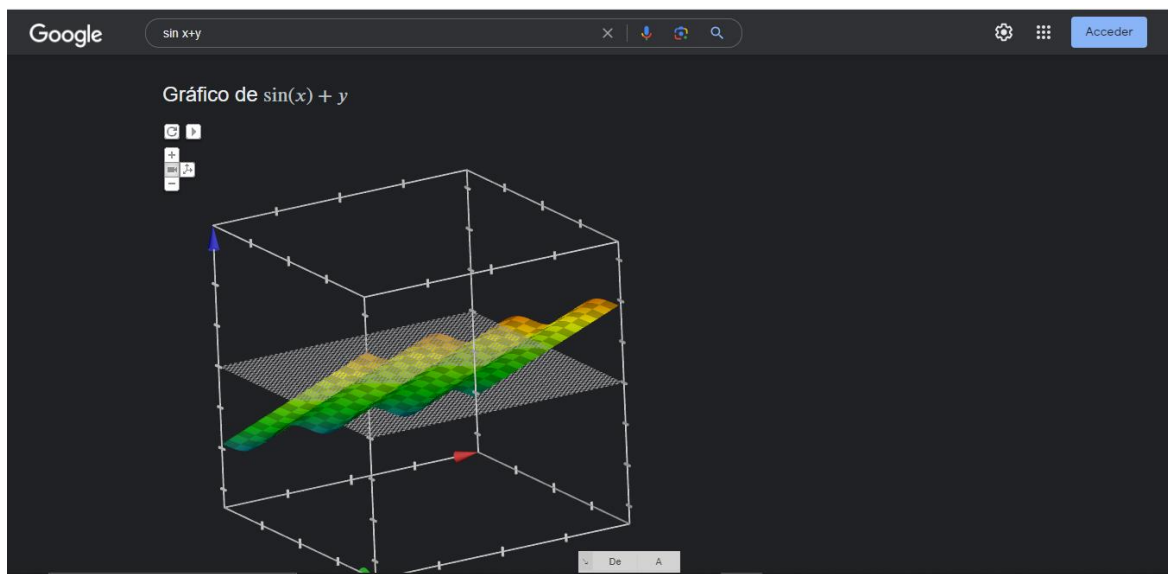 Google
sin x+y
Acceder
Gráfico de sin(x) + y
De A